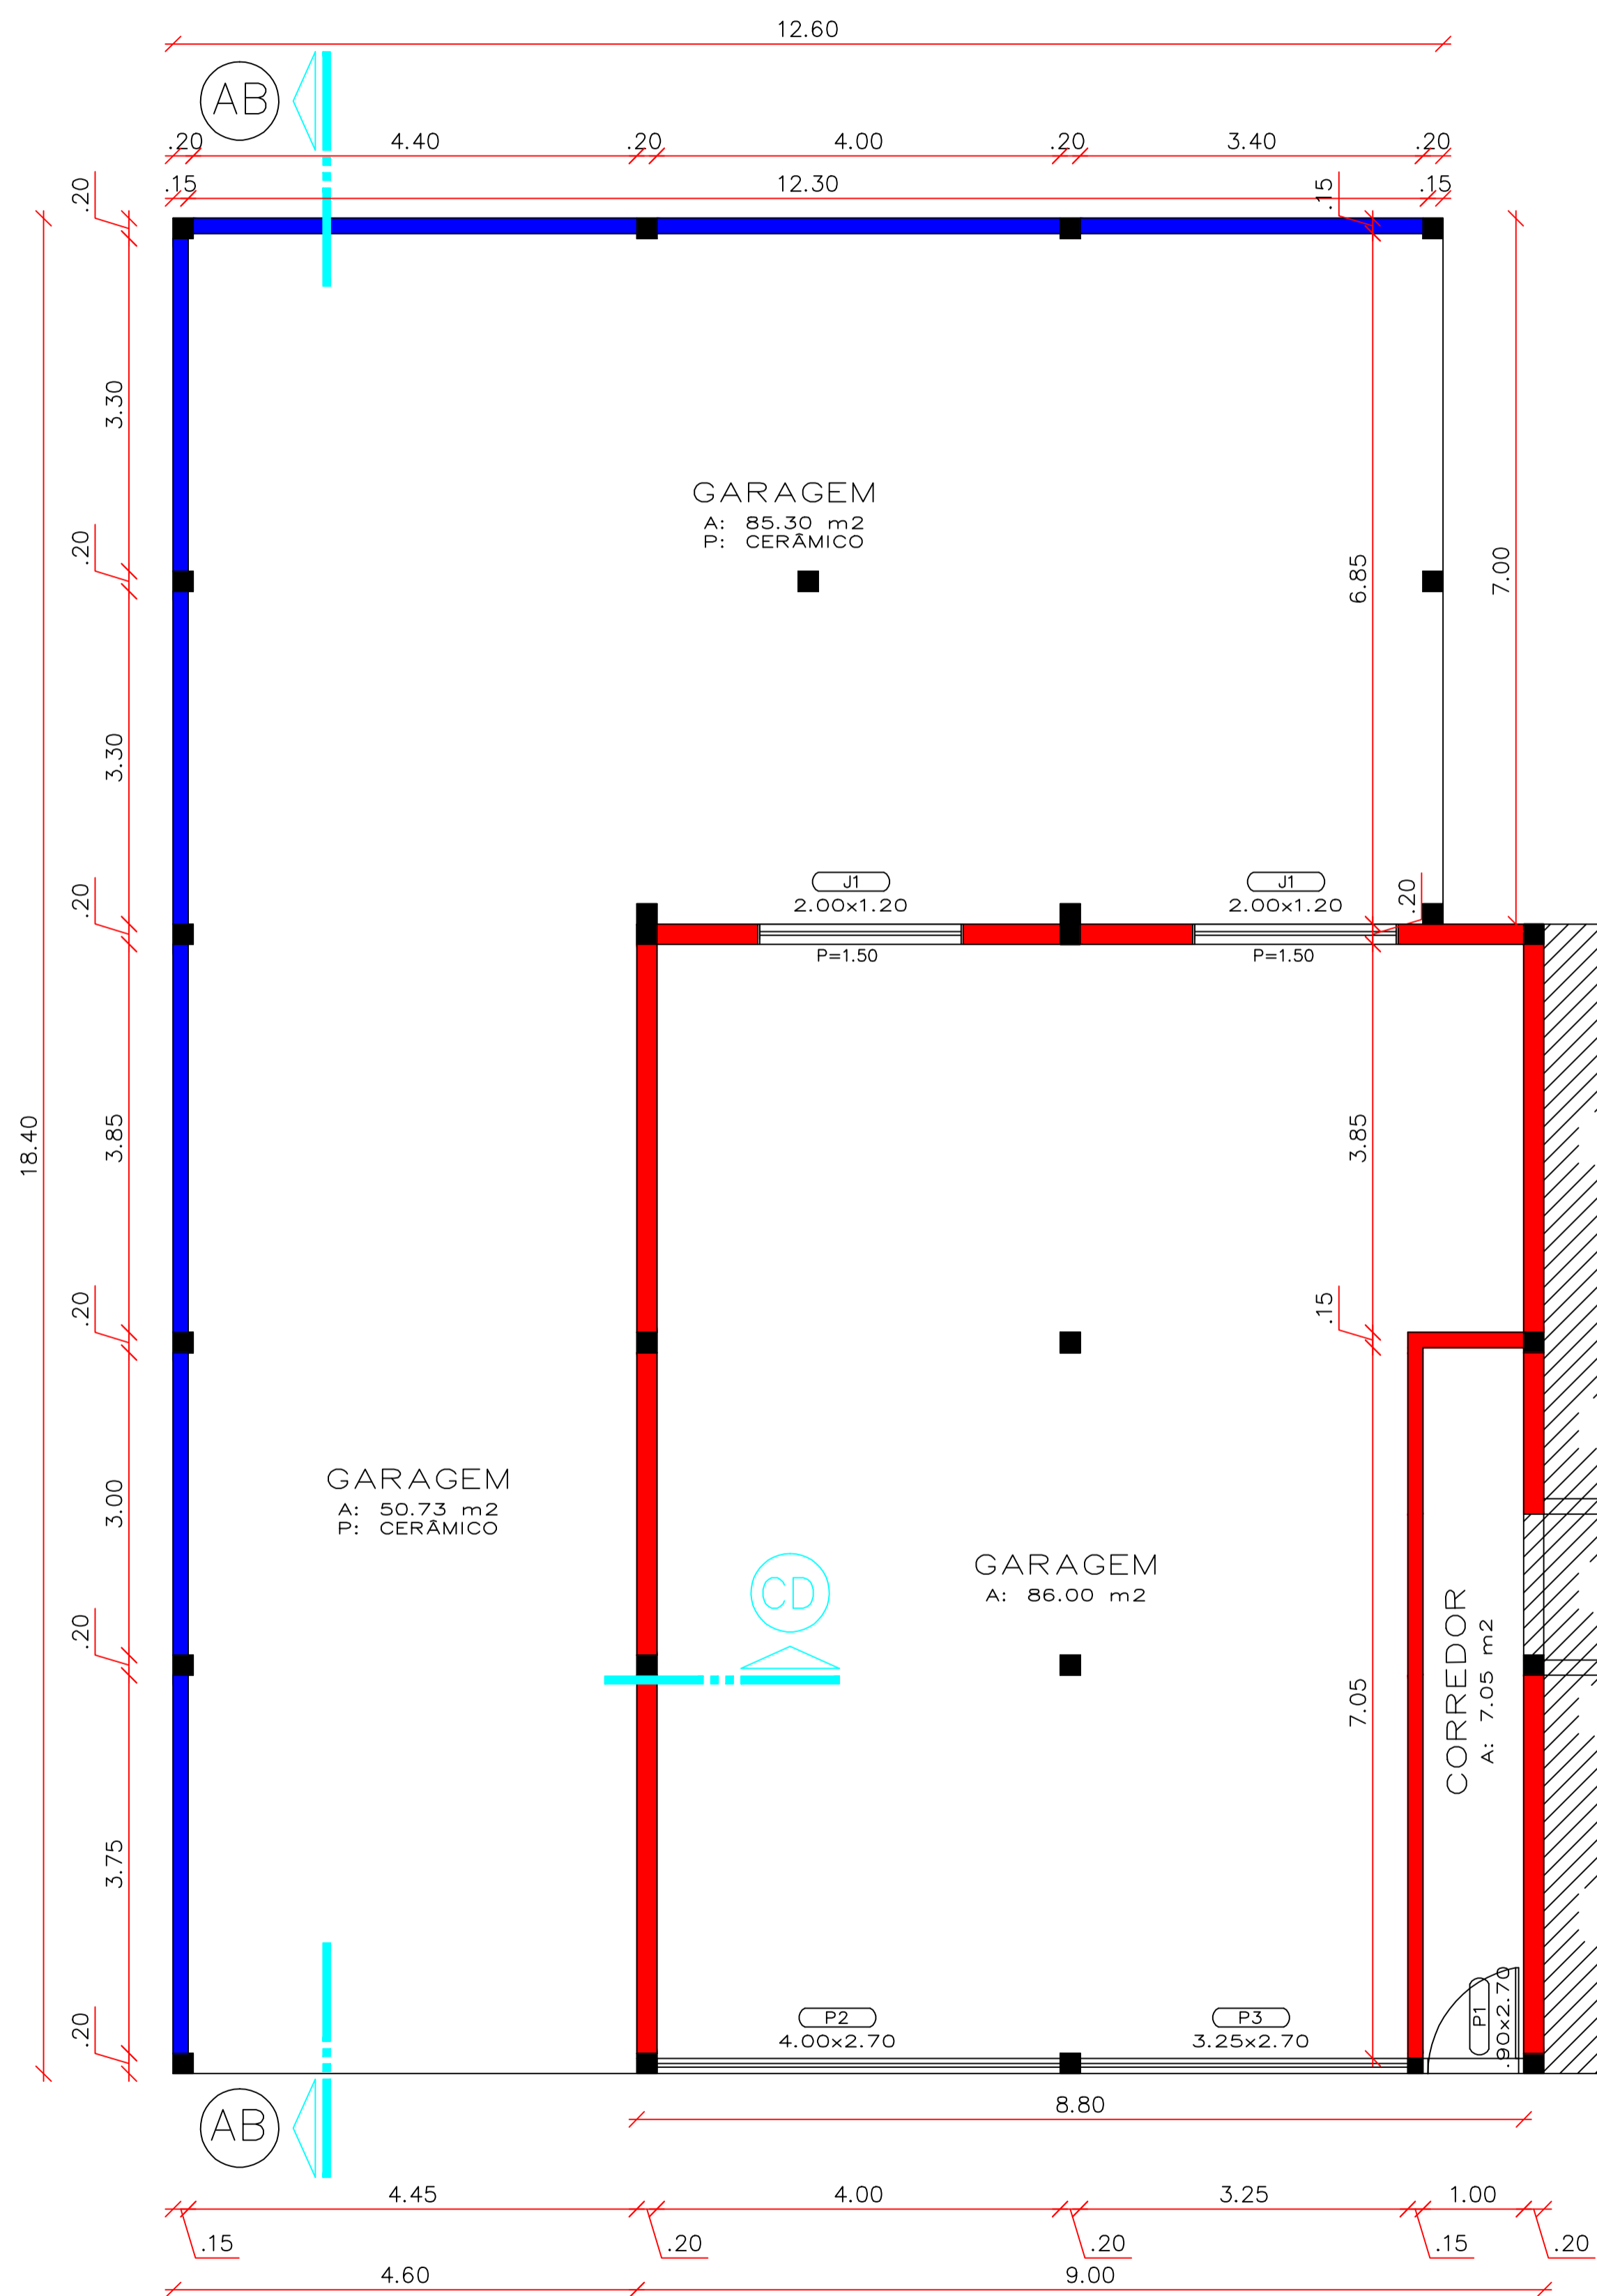 12.60
AB
.20 4.40 .20 4.00 .20 3.40 .20
.15 12.30 .15
.20
.15
3.30
GARAGEM
A: 85.30 m2
P: CERÂMICO
.20
6.85
7.00
3.30
J1
2.00x1.20
P=1.50
J1
2.00x1.20
P=1.50
.20
.20
18.40
3.85
3.85
.20
.15
GARAGEM
A: 50.73 m2
P: CERÂMICO
3.00
CD
GARAGEM
A: 86.00 m2
CORREDOR
A: 7.05 m2
.20
7.05
3.75
P2
4.00x2.70
P3
3.25x2.70
P1
.90x2.70
.20
AB
8.80
4.45 4.00 3.25 1.00
.15 .20 .20 .15 .20
4.60 9.00